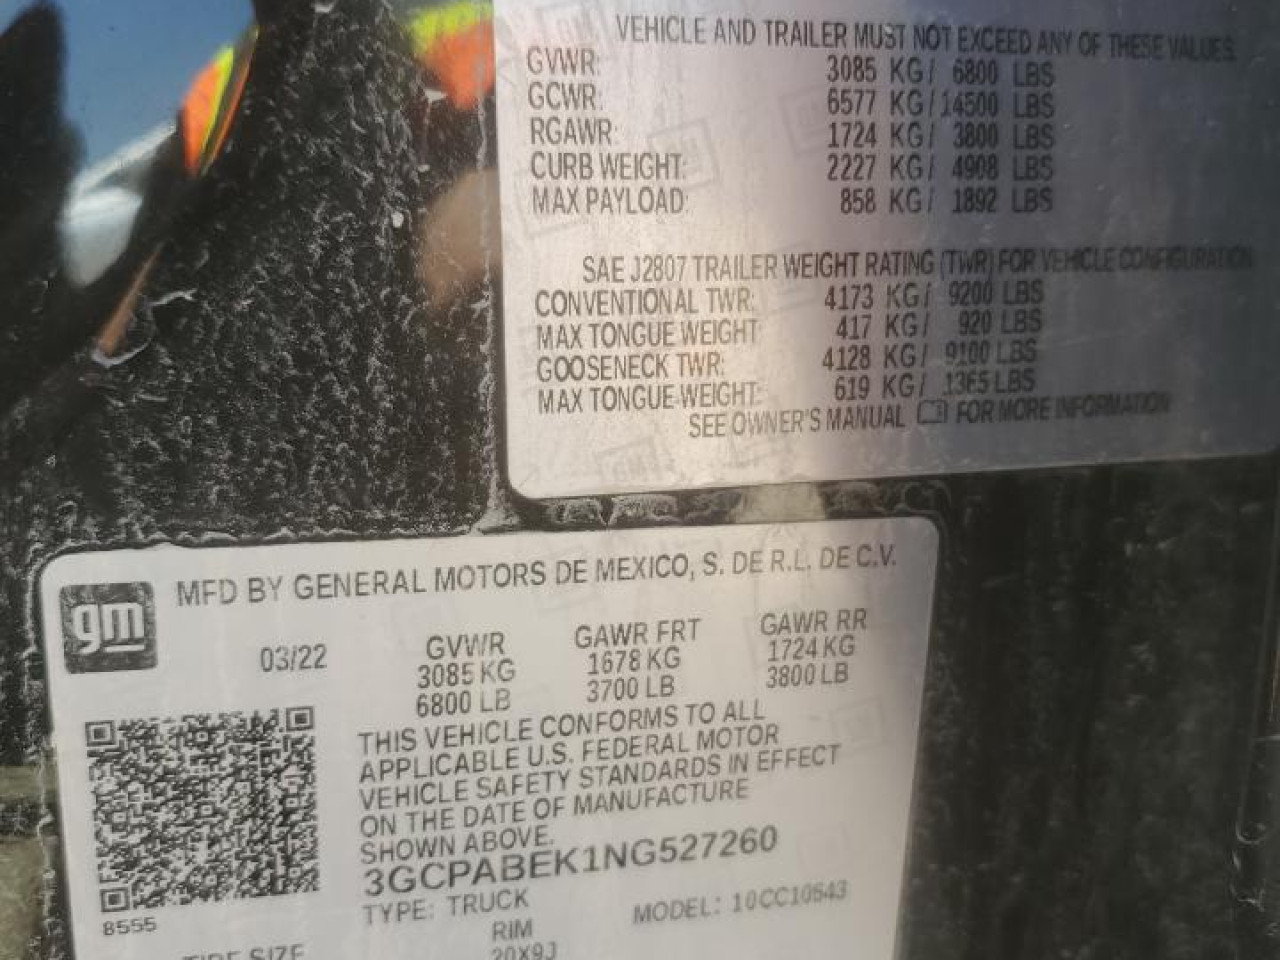 VEHICLE AND TRAILER MUST NOT EXCEED ANY OF THESE VALUES
GVWR: 3085 KG/ 6800 LBS
GCWR: 6577 KG/14500 LBS
RGAWR: 1724 KG/ 3800 LBS
CURB WEIGHT: 2227 KG/ 4908 LBS
MAX PAYLOAD: 858 KG/ 1892 LBS
SAE J2807 TRAILER WEIGHT RATING (TWR) FOR VEHICLE CONFIGURATION
CONVENTIONAL TWR: 4173 KG/ 9200 LBS
MAX TONGUE WEIGHT 417 KG/ 920 LBS
GOOSENECK TWR: 4128 KG/ 9100 LBS
MAX TONGUE WEIGHT: 619 KG/ 1365 LBS
SEE OWNER'S MANUAL FOR MORE INFORMATION
gm MFD BY GENERAL MOTORS DE MEXICO, S. DE R.L. DE C.V.
03/22 GVWR GAWR FRT GAWR RR
3085 KG 1678 KG 1724 KG
6800 LB 3700 LB 3800 LB
THIS VEHICLE CONFORMS TO ALL
APPLICABLE U.S. FEDERAL MOTOR
VEHICLE SAFETY STANDARDS IN EFFECT
ON THE DATE OF MANUFACTURE
SHOWN ABOVE.
3GCPABEK1NG527260
8555 TYPE: TRUCK MODEL: 10CC10543
TIRE SIZE RIM
20X9J